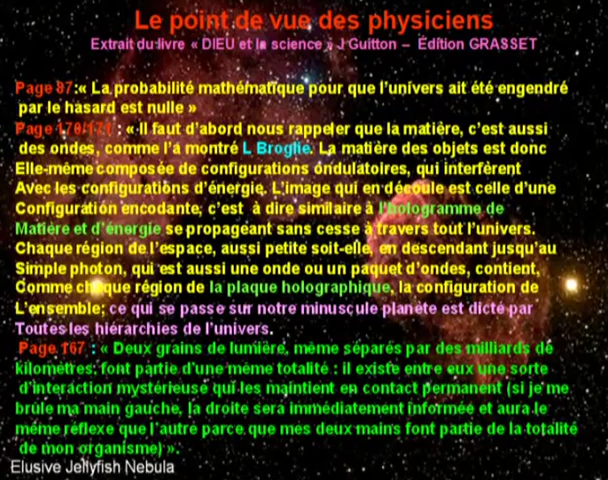 Le point de vue des physiciens
Extrait du livre « DIEU et la science » J Guitton – Édition GRASSET
Page 87 :« La probabilité mathématique pour que l'univers ait été engendré
par le hasard est nulle »
Page 170/171 : « Il faut d'abord nous rappeler que la matière, c'est aussi
des ondes, comme l'a montré L Broglie. La matière des objets est donc
Elle-même composée de configurations ondulatoires, qui interfèrent
Avec les configurations d'énergie. L'image qui en découle est celle d'une
Configuration encodante, c'est à dire similaire à l'hologramme de
Matière et d'énergie se propageant sans cesse à travers tout l'univers.
Chaque région de l'espace, aussi petite soit-elle, en descendant jusqu'au
Simple photon, qui est aussi une onde ou un paquet d'ondes, contient,
Comme chaque région de la plaque holographique, la configuration de
L'ensemble; ce qui se passe sur notre minuscule planète est dicté par
Toutes les hiérarchies de l'univers.
Page 167 : « Deux grains de lumière, même séparés par des milliards de
kilomètres, font partie d'une même totalité : il existe entre eux une sorte
d'interaction mystérieuse qui les maintient en contact permanent (si je me
brûle ma main gauche, la droite sera immédiatement informée et aura le
même réflexe que l'autre parce que mes deux mains font partie de la totalité
de mon organisme) ».
Elusive Jellyfish Nebula